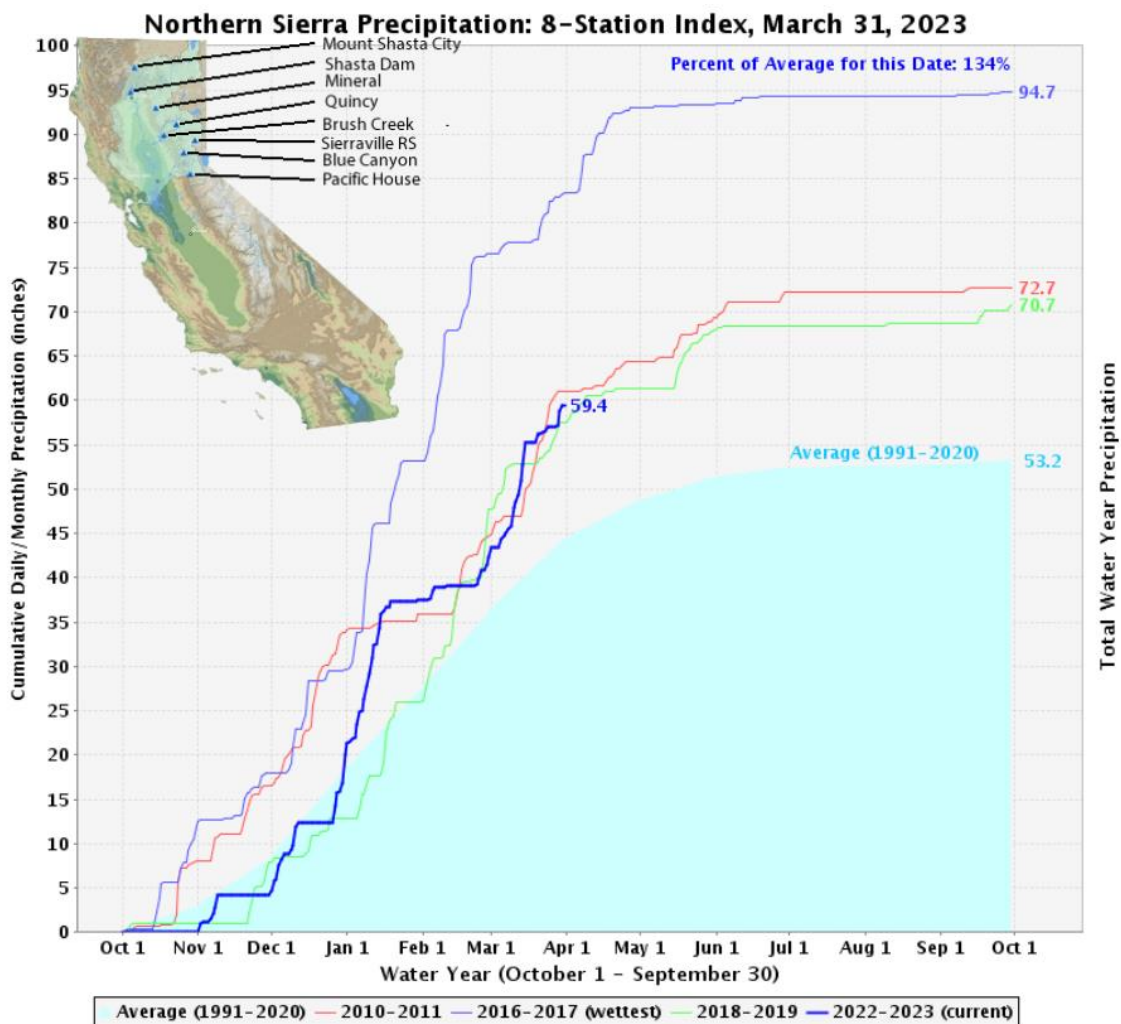 Northern Sierra Precipitation: 8-Station Index, March 31, 2023
Percent of Average for this Date: 134%
Mount Shasta City
Shasta Dam
Mineral
Quincy
Brush Creek
Sierraville RS
Blue Canyon
Pacific House
Cumulative Daily/Monthly Precipitation (inches)
100
95
90
85
80
75
70
65
60
55
50
45
40
35
30
25
20
15
10
5
0
94.7
72.7
70.7
59.4
Average (1991-2020)
53.2
Total Water Year Precipitation
Oct 1 Nov 1 Dec 1 Jan 1 Feb 1 Mar 1 Apr 1 May 1 Jun 1 Jul 1 Aug 1 Sep 1 Oct 1
Water Year (October 1 - September 30)
Average (1991-2020) 2010-2011 2016-2017 (wettest) 2018-2019 2022-2023 (current)